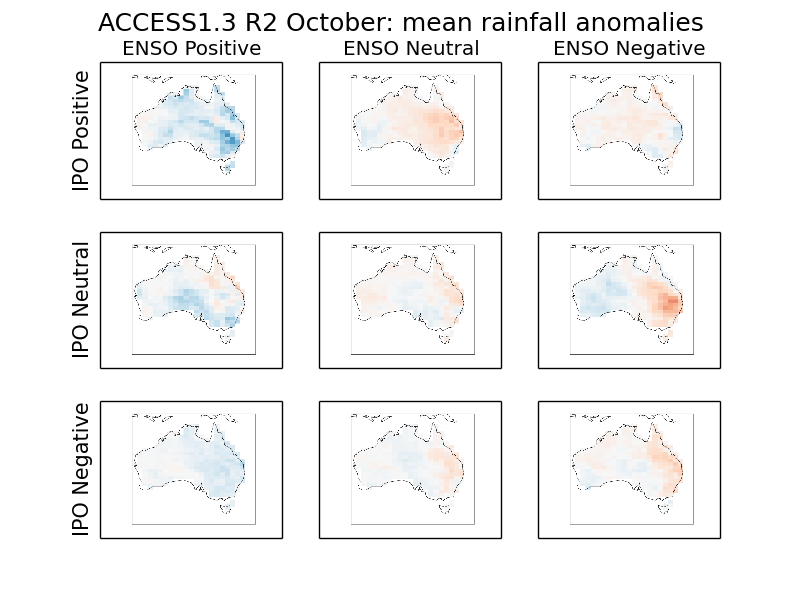 ACCESS1.3 R2 October: mean rainfall anomalies
ENSO Positive
ENSO Neutral
ENSO Negative
IPO Positive
IPO Neutral
IPO Negative